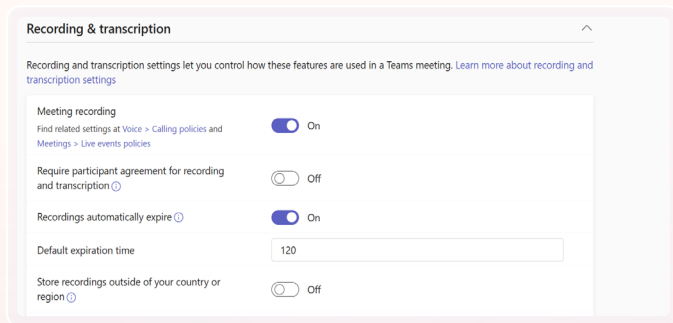 Recording & transcription
Recording and transcription settings let you control how these features are used in a Teams meeting. Learn more about recording and
transcription settings
Meeting recording
Find related settings at Voice > Calling policies and
Meetings > Live events policies
On
Require participant agreement for recording
and transcription
Off
Recordings automatically expire
On
Default expiration time
120
Store recordings outside of your country or
region
Off